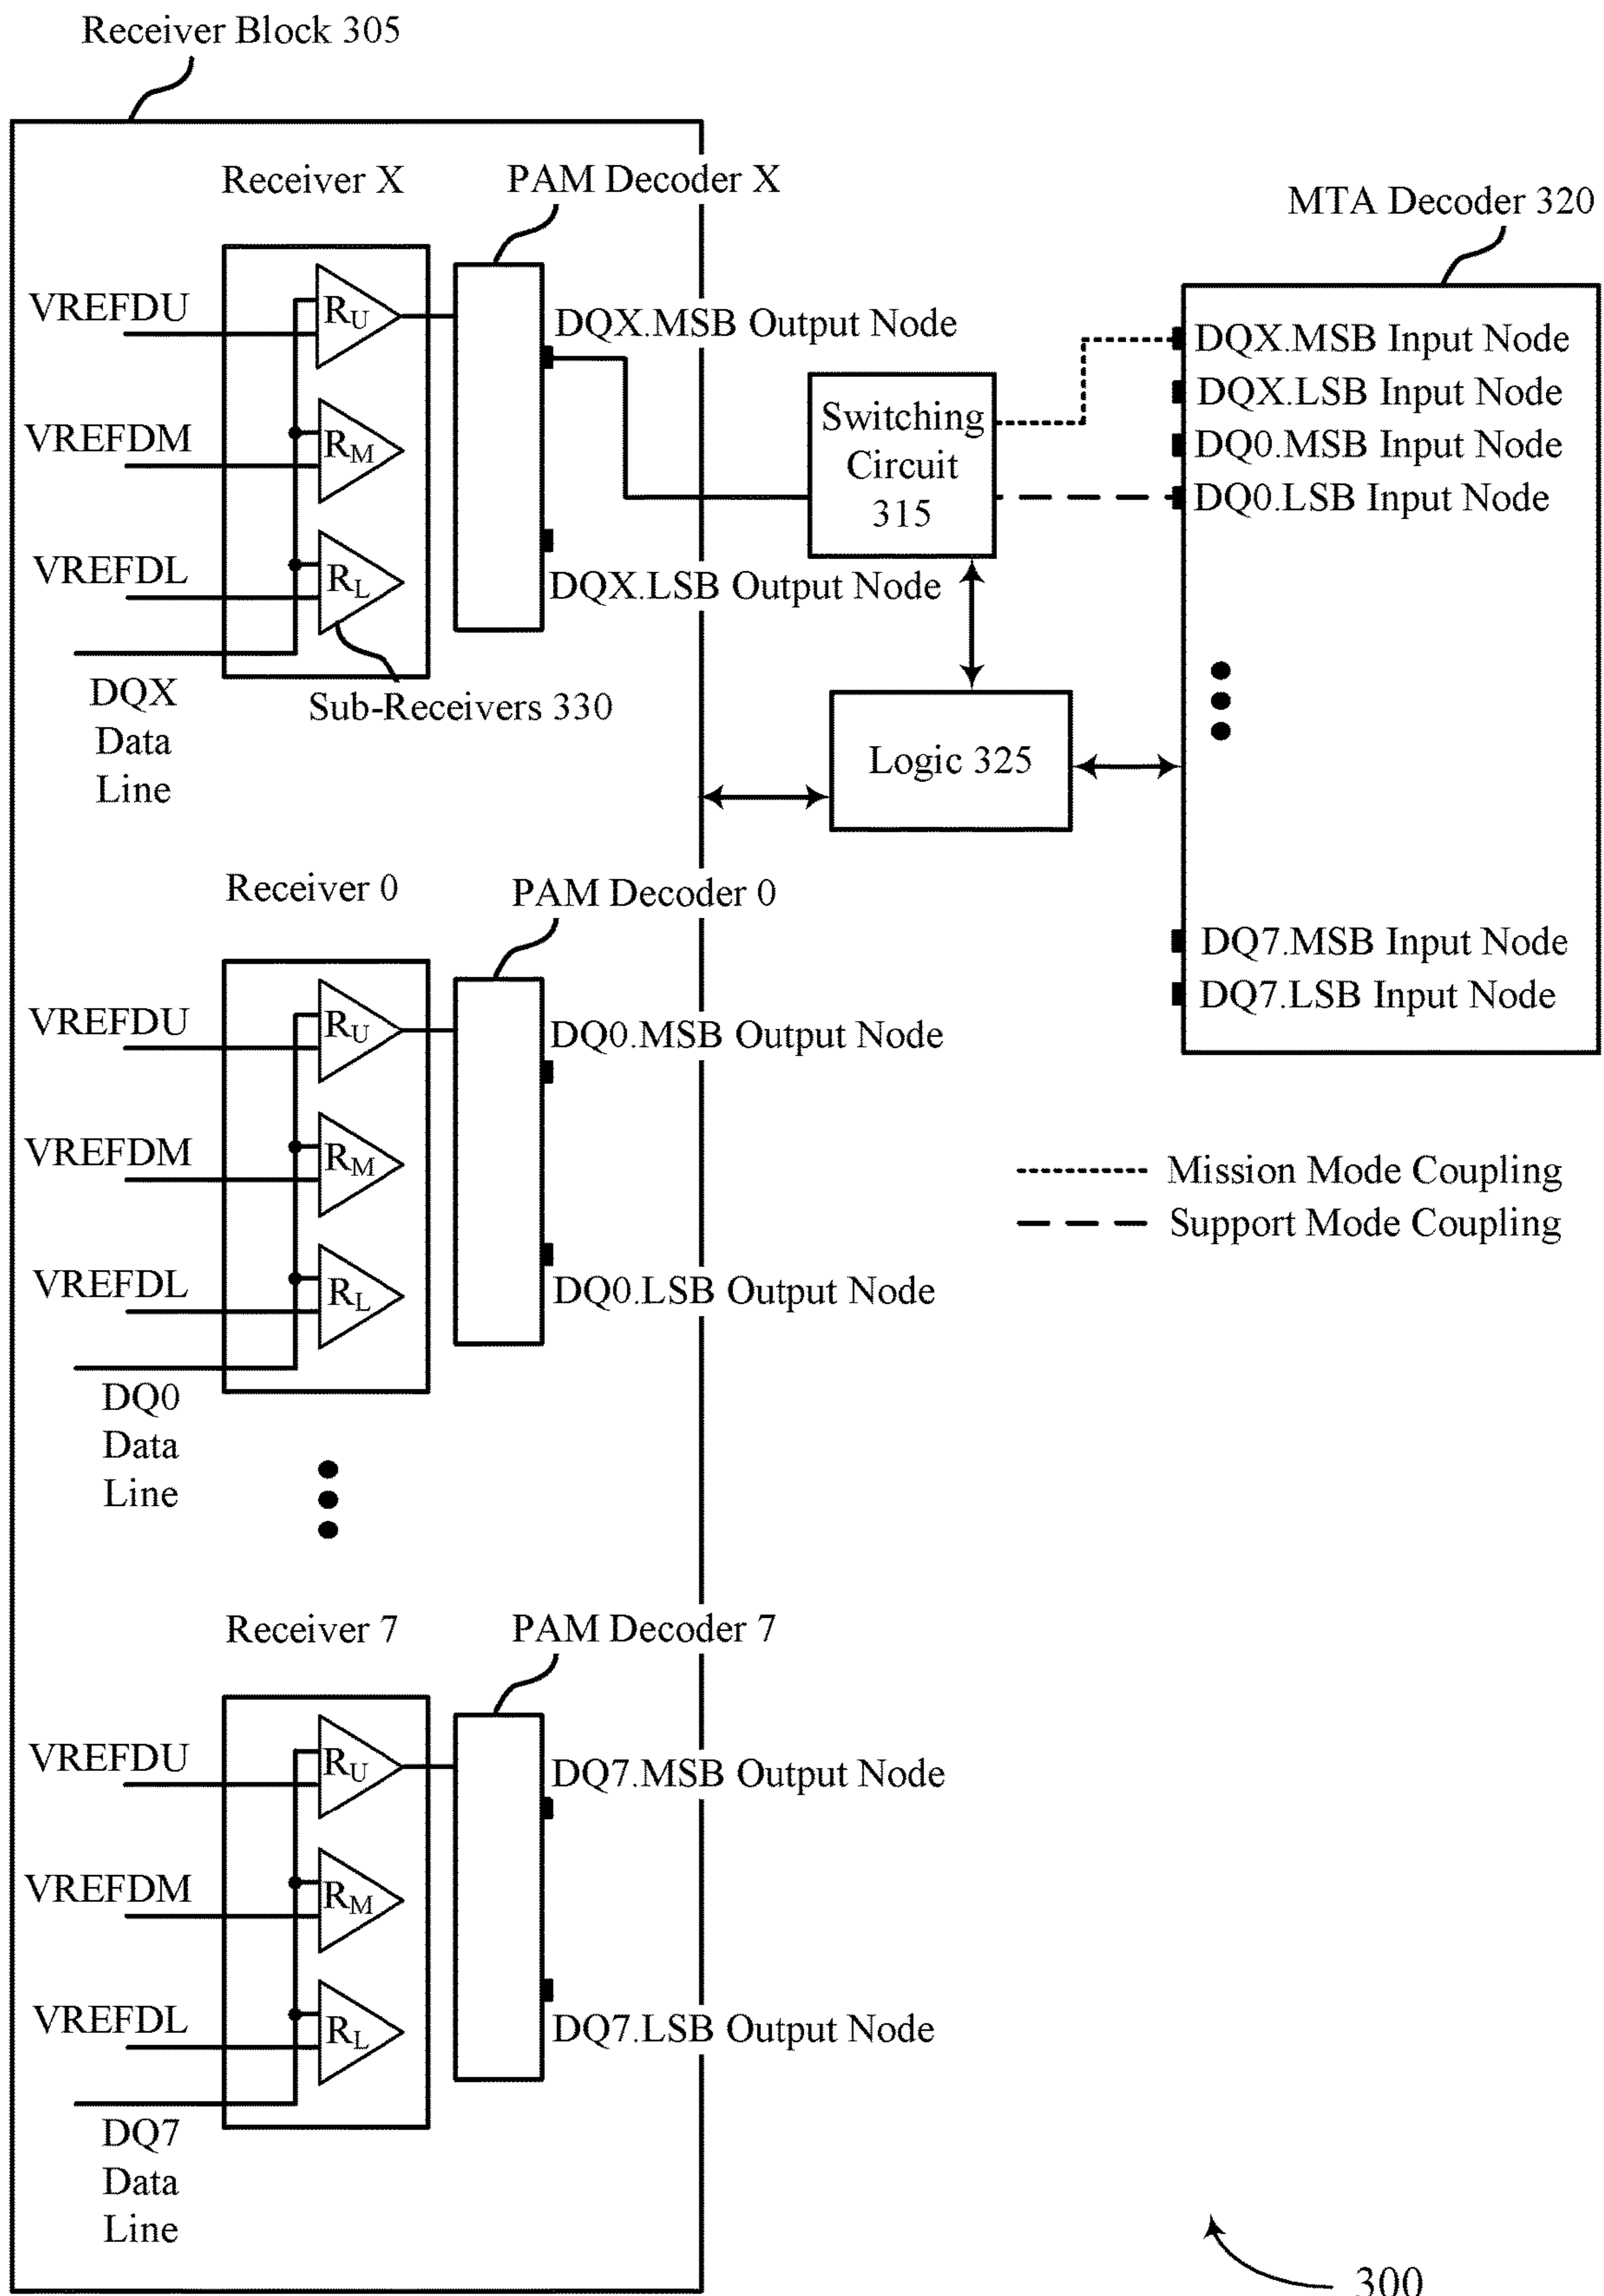 Receiver Block 305
Receiver X
PAM Decoder X
MTA Decoder 320
VREFDU
RU
DQX.MSB Output Node
DQX.MSB Input Node
DQX.LSB Input Node
Switching
Circuit
315
VREFDM
RM
DQ0.MSB Input Node
DQ0.LSB Input Node
VREFDL
RL
DQX.LSB Output Node
DQX
Data
Line
Sub-Receivers 330
Logic 325
Receiver 0
PAM Decoder 0
DQ7.MSB Input Node
DQ7.LSB Input Node
VREFDU
RU
DQ0.MSB Output Node
VREFDM
RM
Mission Mode Coupling
Support Mode Coupling
VREFDL
RL
DQ0.LSB Output Node
DQ0
Data
Line
Receiver 7
PAM Decoder 7
VREFDU
RU
DQ7.MSB Output Node
VREFDM
RM
VREFDL
RL
DQ7.LSB Output Node
DQ7
Data
Line
300